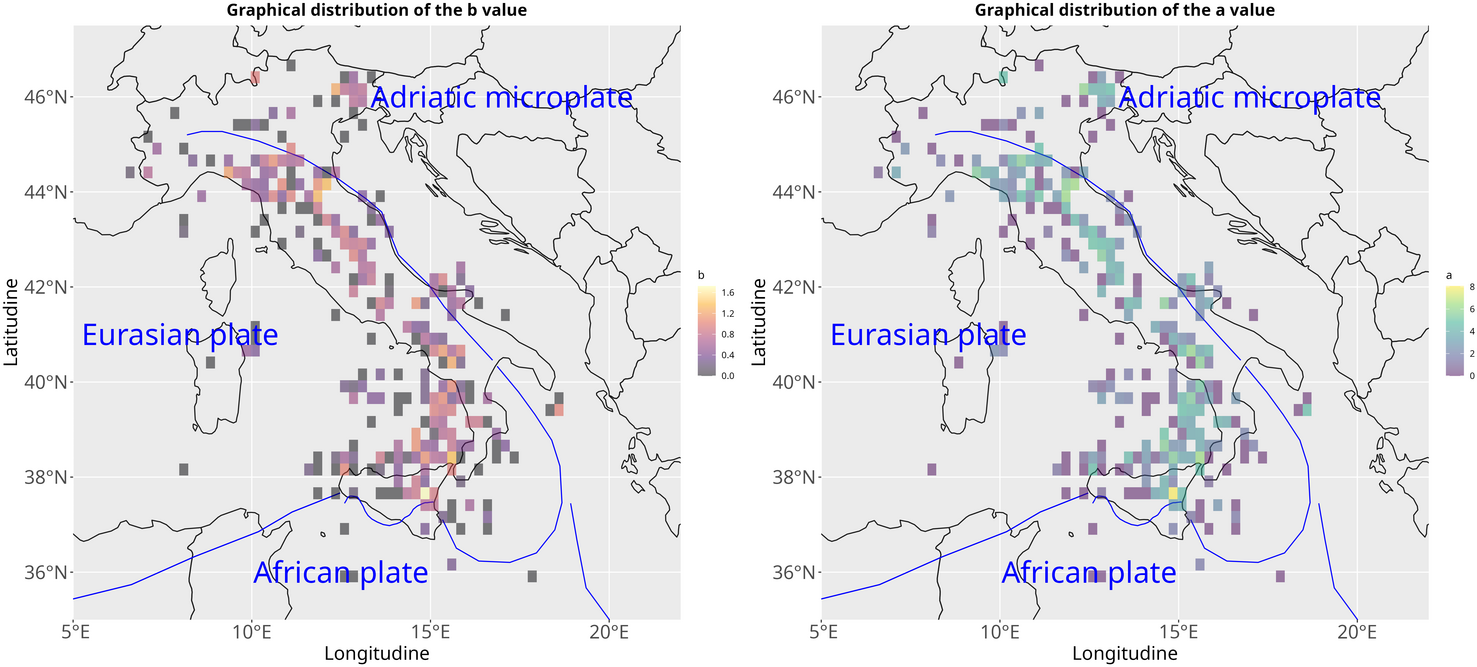 Graphical distribution of the b value
46°N
44°N
42°N
40°N
38°N
36°N
5°E
10°E
15°E
20°E
Latitudine
Longitudine
Adriatic microplate
Eurasian plate
African plate
b
1.6
1.2
0.8
0.4
0.0
Graphical distribution of the a value
46°N
44°N
42°N
40°N
38°N
36°N
5°E
10°E
15°E
20°E
Latitudine
Longitudine
Adriatic microplate
Eurasian plate
African plate
a
8
6
4
2
0